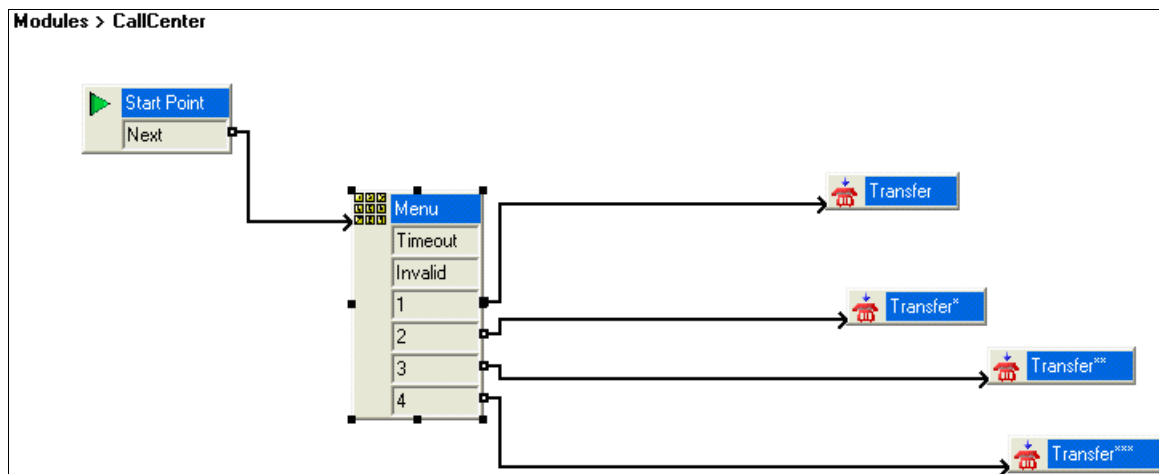 Modules > CallCenter
Start Point
Next
Menu
Timeout
Invalid
1
2
3
4
Transfer
Transfer*
Transfer**
Transfer***